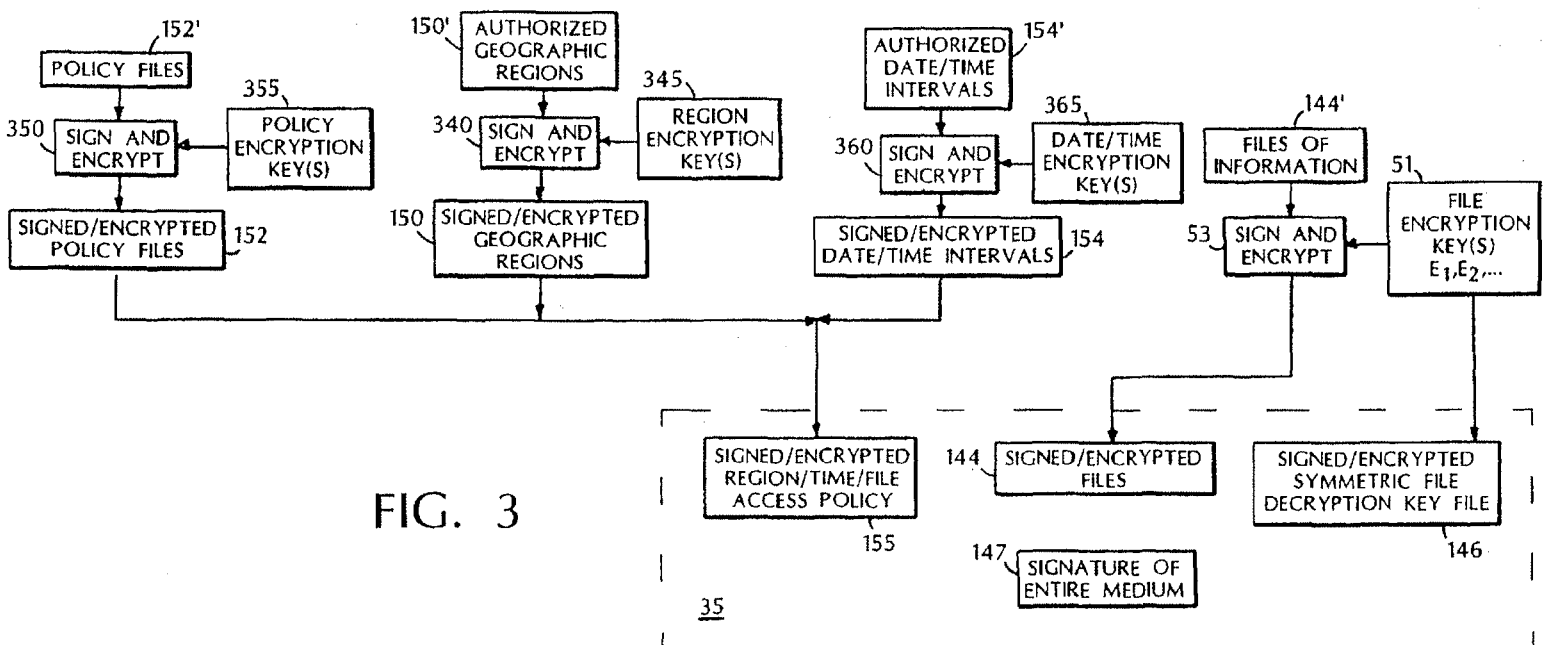 152'
POLICY FILES
355
350
SIGN AND
ENCRYPT
POLICY
ENCRYPTION
KEY(S)
SIGNED/ENCRYPTED
POLICY FILES
152
150'
AUTHORIZED
GEOGRAPHIC
REGIONS
345
340
SIGN AND
ENCRYPT
REGION
ENCRYPTION
KEY(S)
150
SIGNED/ENCRYPTED
GEOGRAPHIC
REGIONS
154'
AUTHORIZED
DATE/TIME
INTERVALS
365
360
SIGN AND
ENCRYPT
DATE/TIME
ENCRYPTION
KEY(S)
SIGNED/ENCRYPTED
DATE/TIME INTERVALS
154
144'
FILES OF
INFORMATION
51
53
SIGN AND
ENCRYPT
FILE
ENCRYPTION
KEY(S)
E1,E2,...
SIGNED/ENCRYPTED
REGION/TIME/FILE
ACCESS POLICY
155
144
SIGNED/ENCRYPTED
FILES
SIGNED/ENCRYPTED
SYMMETRIC FILE
DECRYPTION KEY FILE
146
147
SIGNATURE OF
ENTIRE MEDIUM
35
FIG. 3